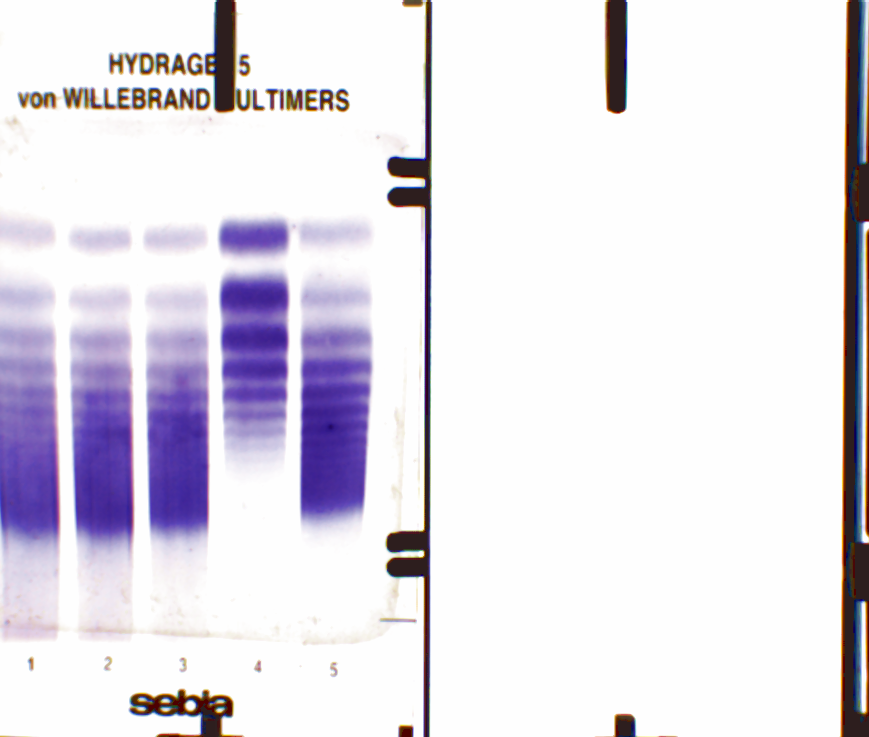 HYDRAGE 5
von WILLEBRAND ULTIMERS
1 2 3 4 5
sebia